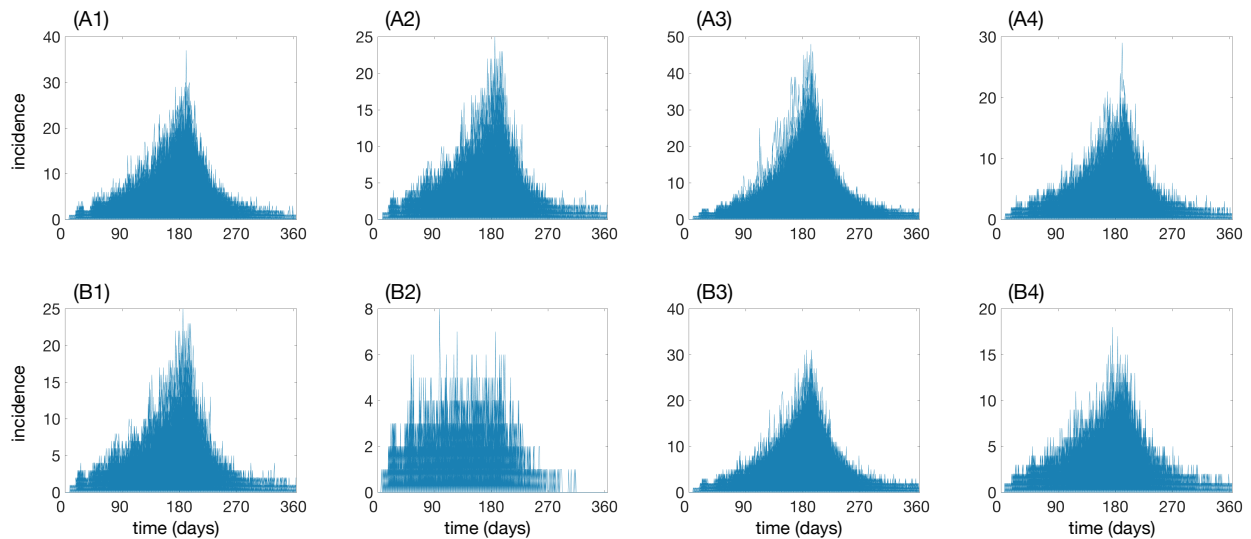 (A1) (A2) (A3) (A4)
40 25 50 30
30 20 40
20 15 30 20
10 10 20 10
5 10
0 0 0 0
0 90 180 270 360 0 90 180 270 360 0 90 180 270 360 0 90 180 270 360
incidence
(B1) (B2) (B3) (B4)
25 8 40 20
20 6 30 15
15 4 20 10
10 2 10 5
5
0 0 0 0
0 90 180 270 360 0 90 180 270 360 0 90 180 270 360 0 90 180 270 360
incidence
time (days) time (days) time (days) time (days)